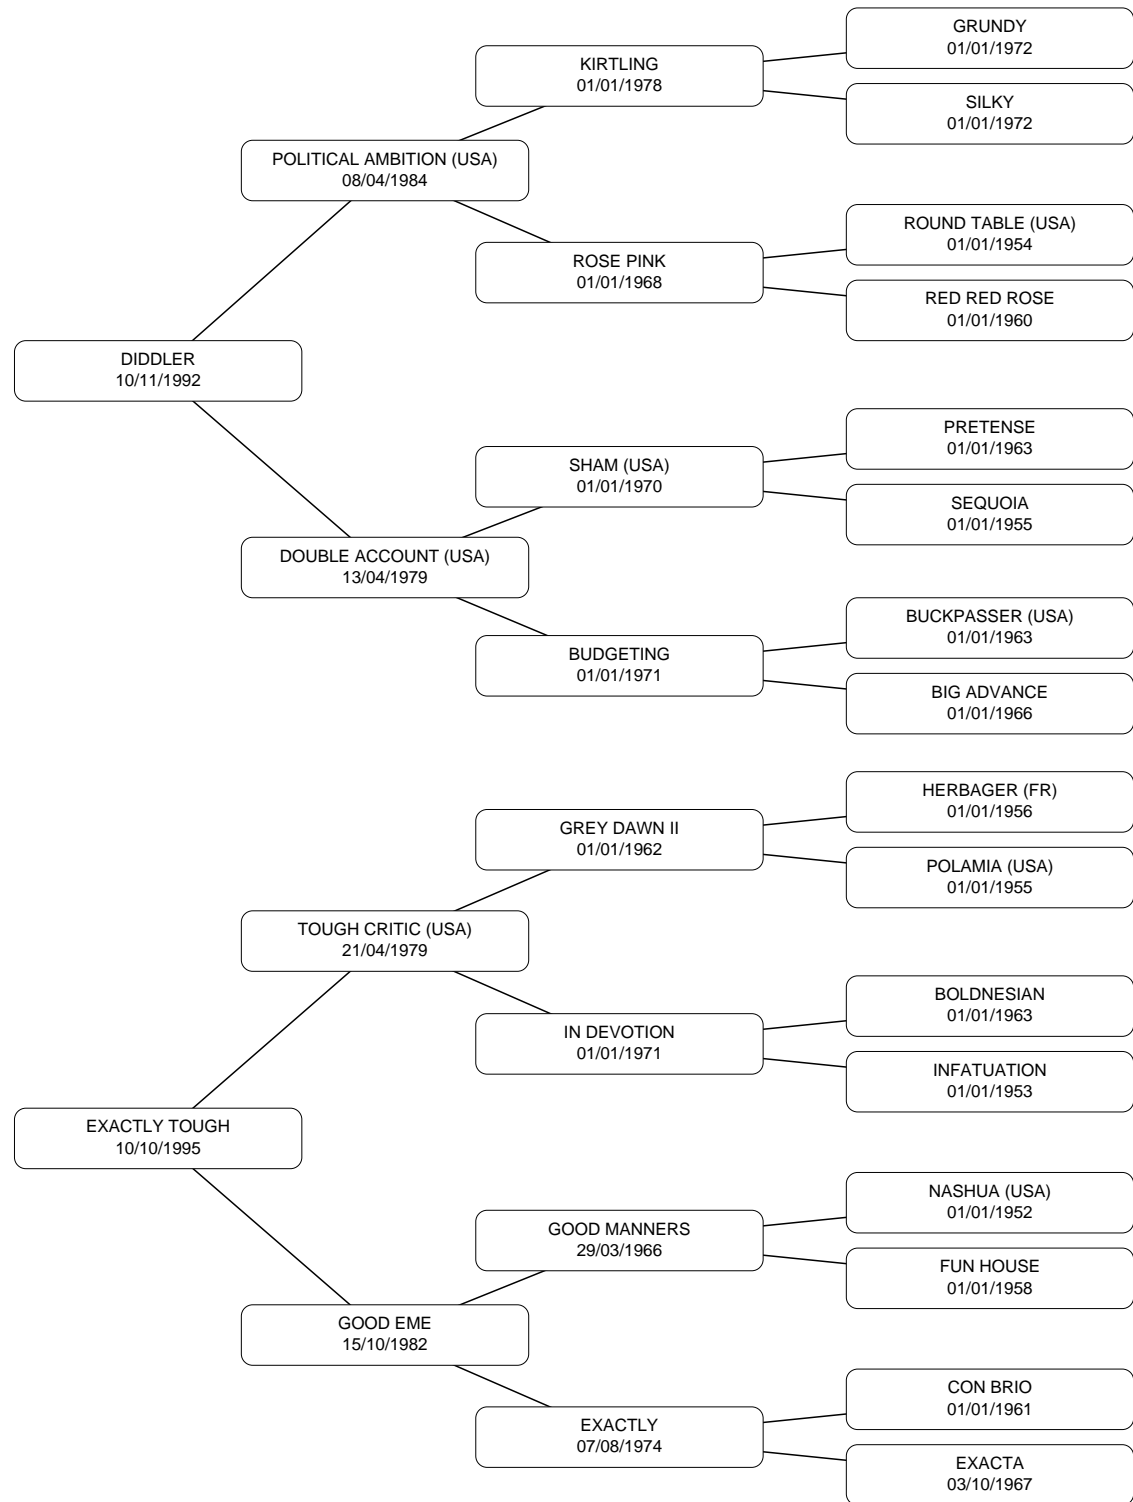 GRUNDY
01/01/1972
KIRTLING
01/01/1978
SILKY
01/01/1972
POLITICAL AMBITION (USA)
08/04/1984
ROUND TABLE (USA)
01/01/1954
ROSE PINK
01/01/1968
RED RED ROSE
01/01/1960
DIDDLER
10/11/1992
PRETENSE
01/01/1963
SHAM (USA)
01/01/1970
SEQUOIA
01/01/1955
DOUBLE ACCOUNT (USA)
13/04/1979
BUCKPASSER (USA)
01/01/1963
BUDGETING
01/01/1971
BIG ADVANCE
01/01/1966
HERBAGER (FR)
01/01/1956
GREY DAWN II
01/01/1962
POLAMIA (USA)
01/01/1955
TOUGH CRITIC (USA)
21/04/1979
BOLDNESIAN
01/01/1963
IN DEVOTION
01/01/1971
INFATUATION
01/01/1953
EXACTLY TOUGH
10/10/1995
NASHUA (USA)
01/01/1952
GOOD MANNERS
29/03/1966
FUN HOUSE
01/01/1958
GOOD EME
15/10/1982
CON BRIO
01/01/1961
EXACTLY
07/08/1974
EXACTA
03/10/1967